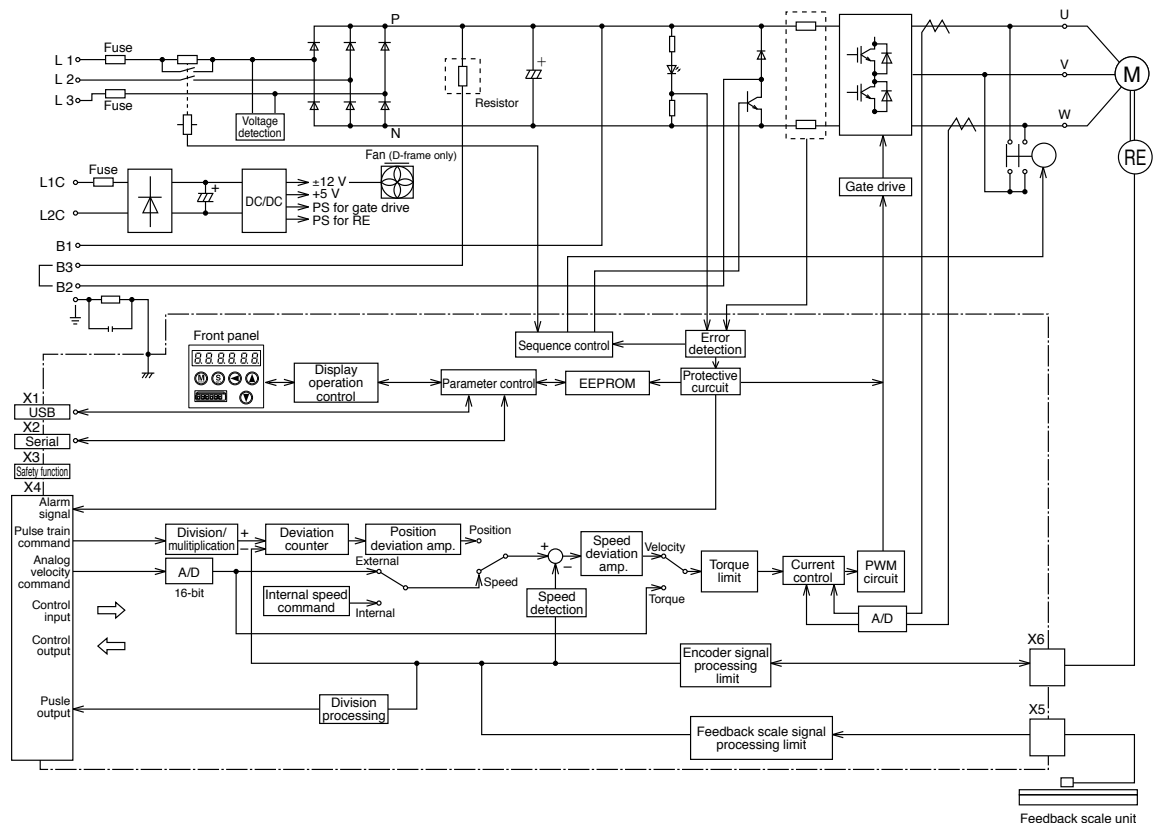 P
U
Fuse
L 1
L 2
L 3
V
M
Fuse
Voltage
detection
Resistor
W
N
Fan (D-frame only)
RE
Fuse
L1C
±12 V
+5 V
DC/DC
PS for gate drive
PS for RE
L2C
Gate drive
B1
B3
B2
Front panel
Sequence control
Error
detection
8.8.8.8.8.8.
M S
Display
operation
control
Parameter control
EEPROM
Protective
curcuit
X1
USB
X2
Serial
X3
Safety function
X4
Alarm
signal
Pulse train
command
Division/
mulitiplication
+
−
Deviation
counter
Position
deviation amp.
Position
Analog
velocity
command
A/D
16-bit
External
Speed
+
−
Speed
deviation
amp.
Velocity
Torque
limit
Current
control
PWM
circuit
Internal speed
command
Internal
Speed
detection
Torque
A/D
Control
input
Control
output
X6
Encoder signal
processing
limit
Pusle
output
Division
processing
X5
Feedback scale signal
processing limit
Feedback scale unit